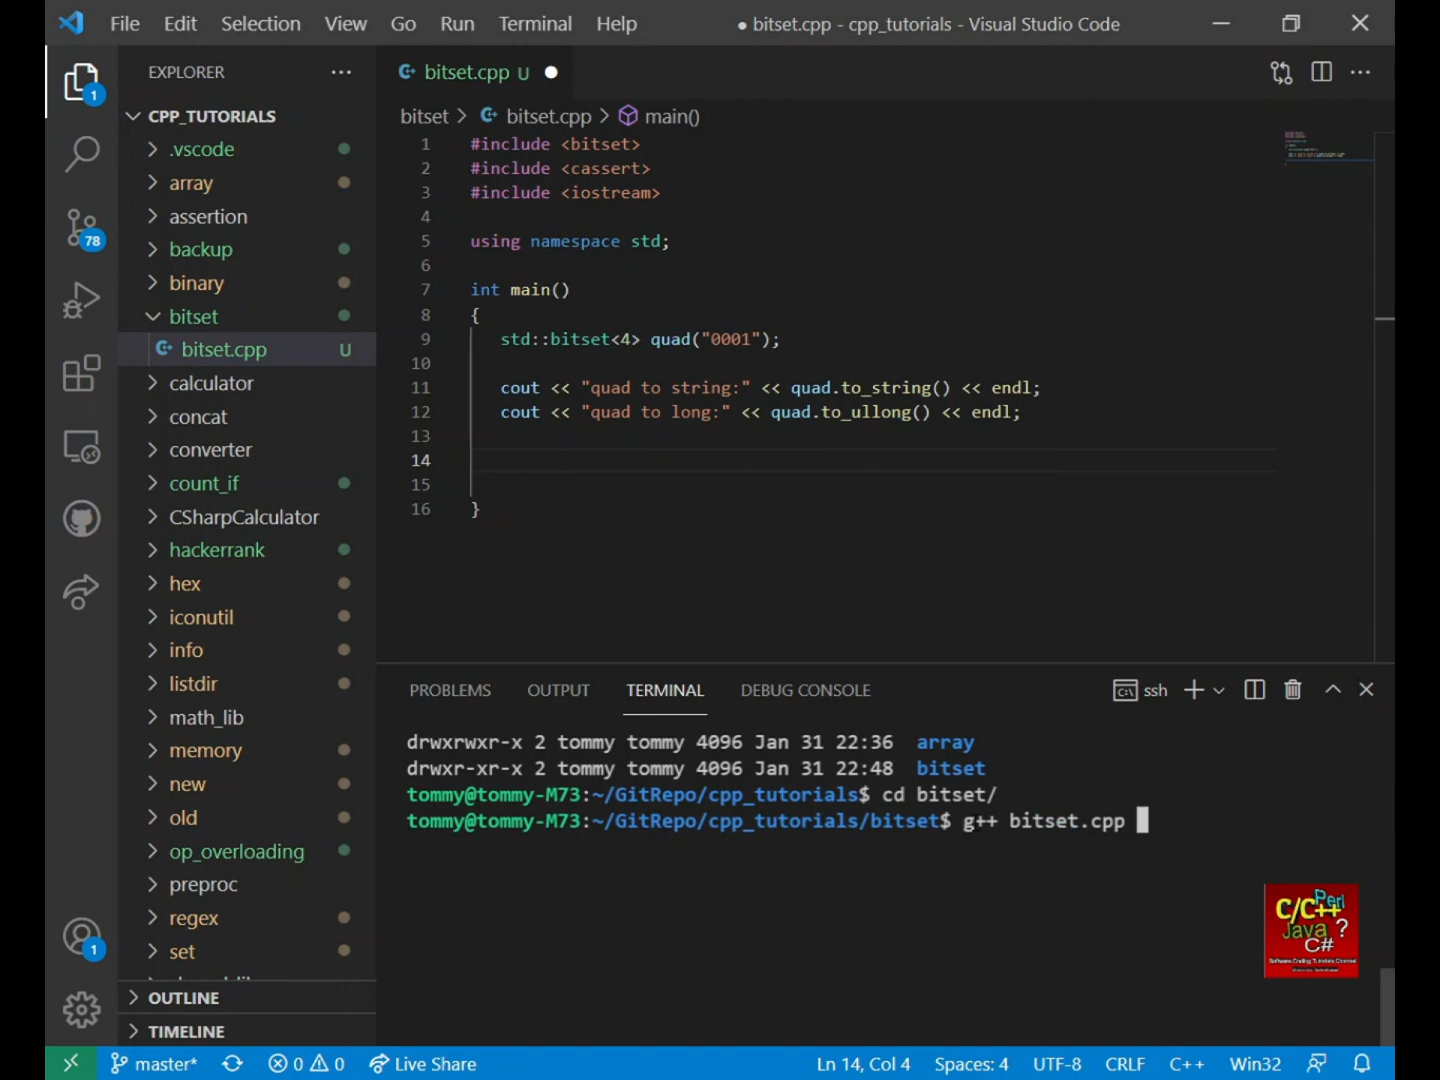 File Edit Selection View Go Run Terminal Help
● bitset.cpp - cpp_tutorials - Visual Studio Code
EXPLORER
bitset.cpp U
CPP_TUTORIALS
bitset > bitset.cpp > main()
.vscode
array
assertion
backup
binary
bitset
bitset.cpp U
calculator
concat
converter
count_if
CSharpCalculator
hackerrank
hex
iconutil
info
listdir
math_lib
memory
new
old
op_overloading
preproc
regex
set
OUTLINE
TIMELINE
1
78
1
1 #include <bitset>
2 #include <cassert>
3 #include <iostream>
4
5 using namespace std;
6
7 int main()
8 {
9 std::bitset<4> quad("0001");
10
11 cout << "quad to string:" << quad.to_string() << endl;
12 cout << "quad to long:" << quad.to_ullong() << endl;
13
14
15
16 }
PROBLEMS OUTPUT TERMINAL DEBUG CONSOLE
ssh
drwxrwxr-x 2 tommy tommy 4096 Jan 31 22:36 array
drwxr-xr-x 2 tommy tommy 4096 Jan 31 22:48 bitset
tommy@tommy-M73:~/GitRepo/cpp_tutorials$ cd bitset/
tommy@tommy-M73:~/GitRepo/cpp_tutorials/bitset$ g++ bitset.cpp
C/C++ Perl
Java ?
C#
Software Coding Tutorials Channel
master* 0 0 Live Share
Ln 14, Col 4 Spaces: 4 UTF-8 CRLF C++ Win32